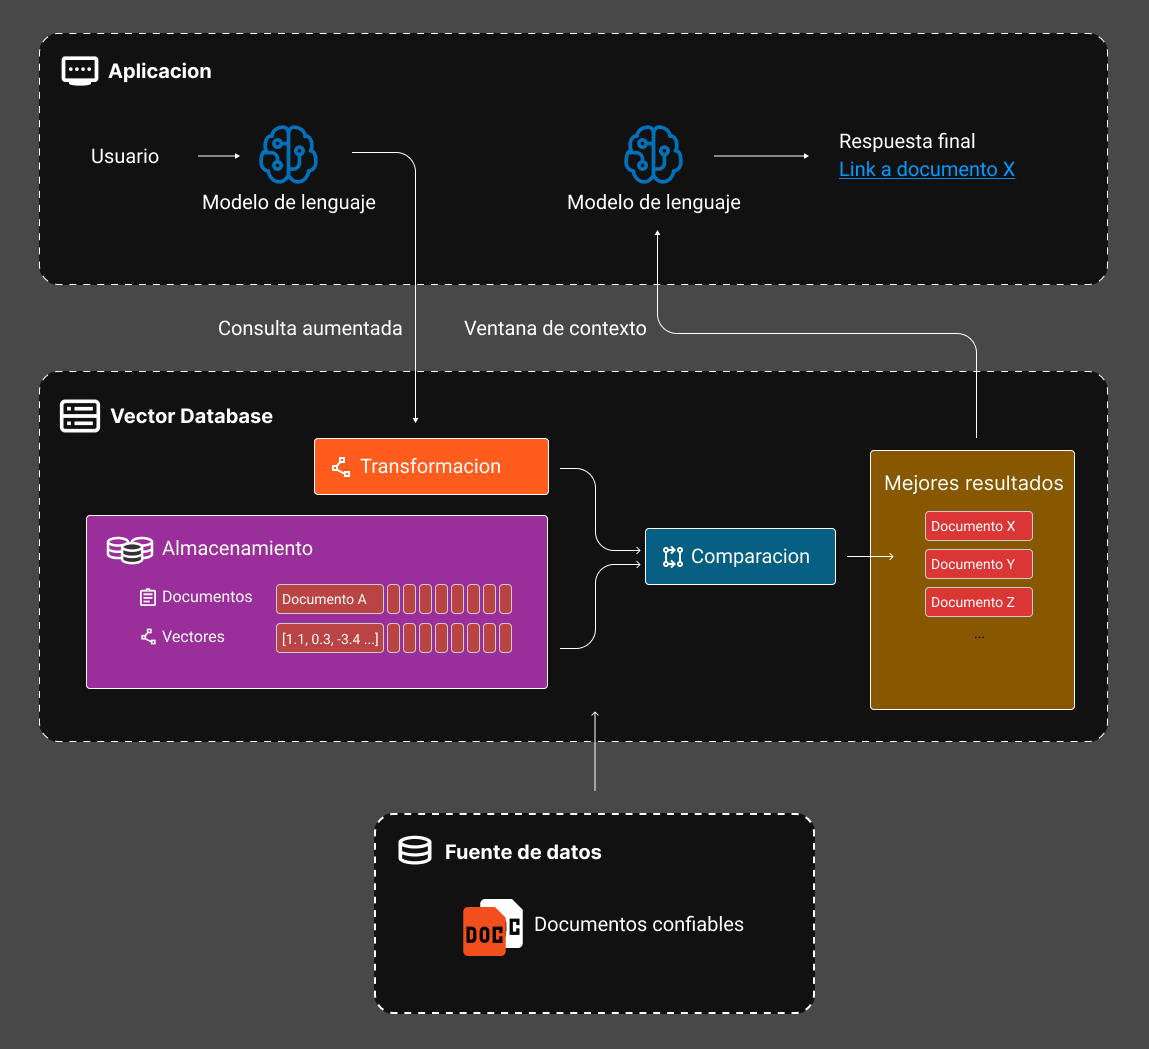 Aplicacion
Usuario
Modelo de lenguaje
Modelo de lenguaje
Respuesta final
Link a documento X
Consulta aumentada
Ventana de contexto
Vector Database
Transformacion
Almacenamiento
Documentos
Documento A
Vectores
[1.1, 0.3, -3.4 ...]
Comparacion
Mejores resultados
Documento X
Documento Y
Documento Z
...
Fuente de datos
DOC
C
Documentos confiables